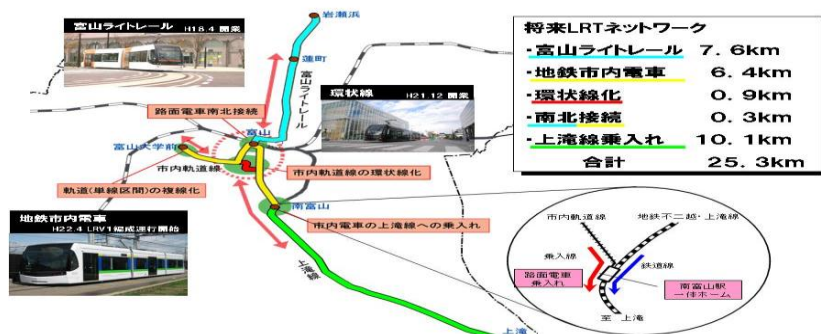 富山ライトレール
H18.4 開業
岩瀬浜
蓮町
富山ライトレール
環状線
H21.12 開業
路面電車南北接続
富山
富山大学前
市内軌道線
市内軌道線の環状線化
軌道(単線区間)の複線化
南富山
市内電車の上滝線への乗入れ
地鉄市内電車
H22.4 LRV1編成運行開始
上滝線
上滝
将来LRTネットワーク
・富山ライトレール 7.6km
・地鉄市内電車 6.4km
・環状線化 0.9km
・南北接続 0.3km
・上滝線乗入れ 10.1km
合計 25.3km
市内軌道線
地鉄不二越・上滝線
乗入線
鉄道線
路面電車
乗入れ
南富山駅
一体ホーム
至 上滝